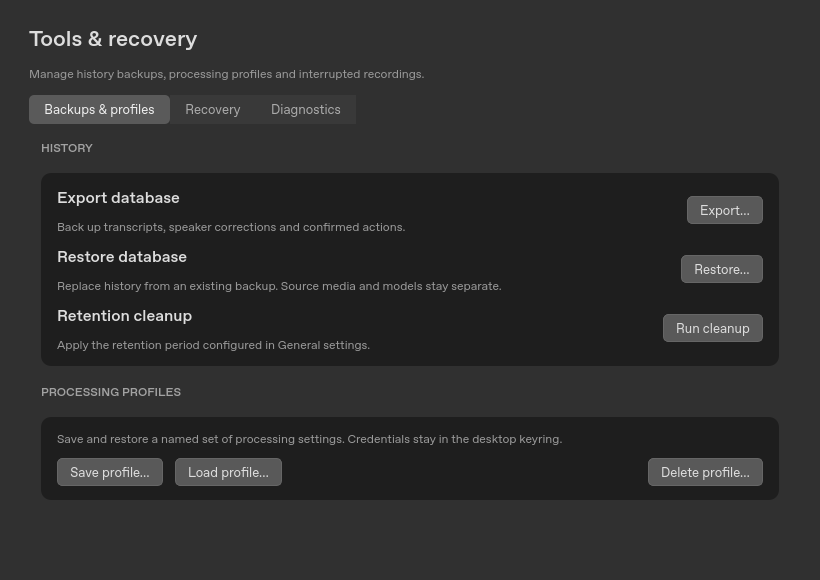 Tools & recovery
Manage history backups, processing profiles and interrupted recordings.
Backups & profiles
Recovery
Diagnostics
HISTORY
Export database
Export...
Back up transcripts, speaker corrections and confirmed actions.
Restore database
Restore...
Replace history from an existing backup. Source media and models stay separate.
Retention cleanup
Run cleanup
Apply the retention period configured in General settings.
PROCESSING PROFILES
Save and restore a named set of processing settings. Credentials stay in the desktop keyring.
Save profile...
Load profile...
Delete profile...